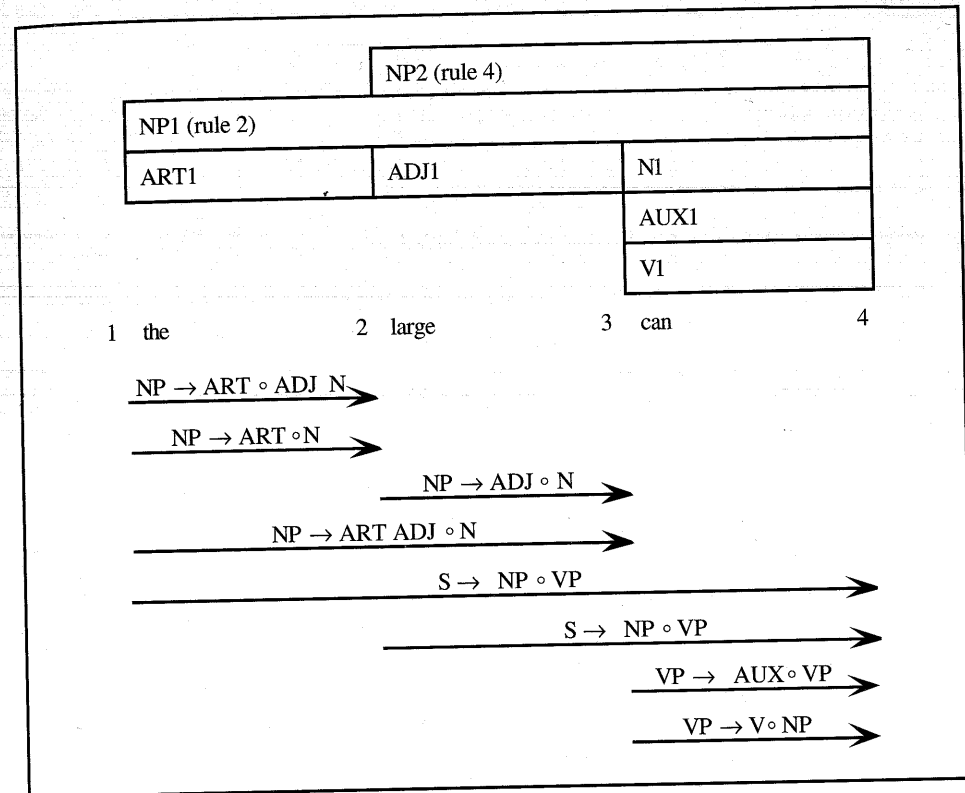 NP2 (rule 4)
NP1 (rule 2)
ART1 ADJ1 N1
AUX1
V1
1 the 2 large 3 can 4
NP → ART ∘ ADJ N
NP → ART ∘ N
NP → ADJ ∘ N
NP → ART ADJ ∘ N
S → NP ∘ VP
S → NP ∘ VP
VP → AUX ∘ VP
VP → V ∘ NP